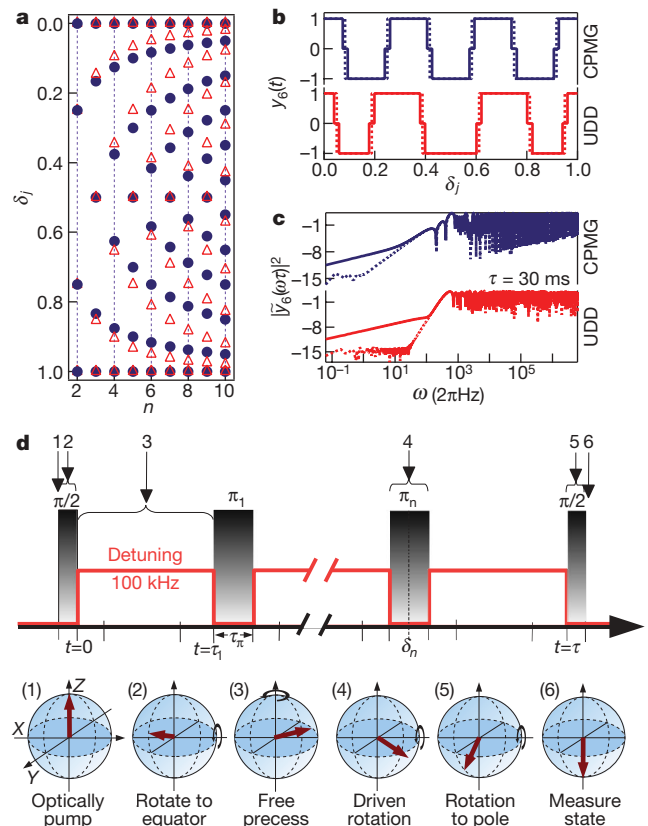 a
0.0
0.2
0.4
0.6
0.8
1.0
δj
2 4 6 8 10
n
b
1
0
−1
1
0
−1
y6(t)
CPMG
UDD
0.0 0.2 0.4 0.6 0.8 1.0
δj
c
−1
−8
−15
−1
−8
−15
|ỹ6(ωτ)|²
τ = 30 ms
CPMG
UDD
10⁻¹ 10¹ 10³ 10⁵
ω (2πHz)
d
12 3 4 5 6
π/2 π1 πn π/2
Detuning
100 kHz
t=0 t=τ1 τπ δn t=τ
(1) (2) (3) (4) (5) (6)
Z
X
Y
Optically pump
Rotate to equator
Free precess
Driven rotation
Rotation to pole
Measure state